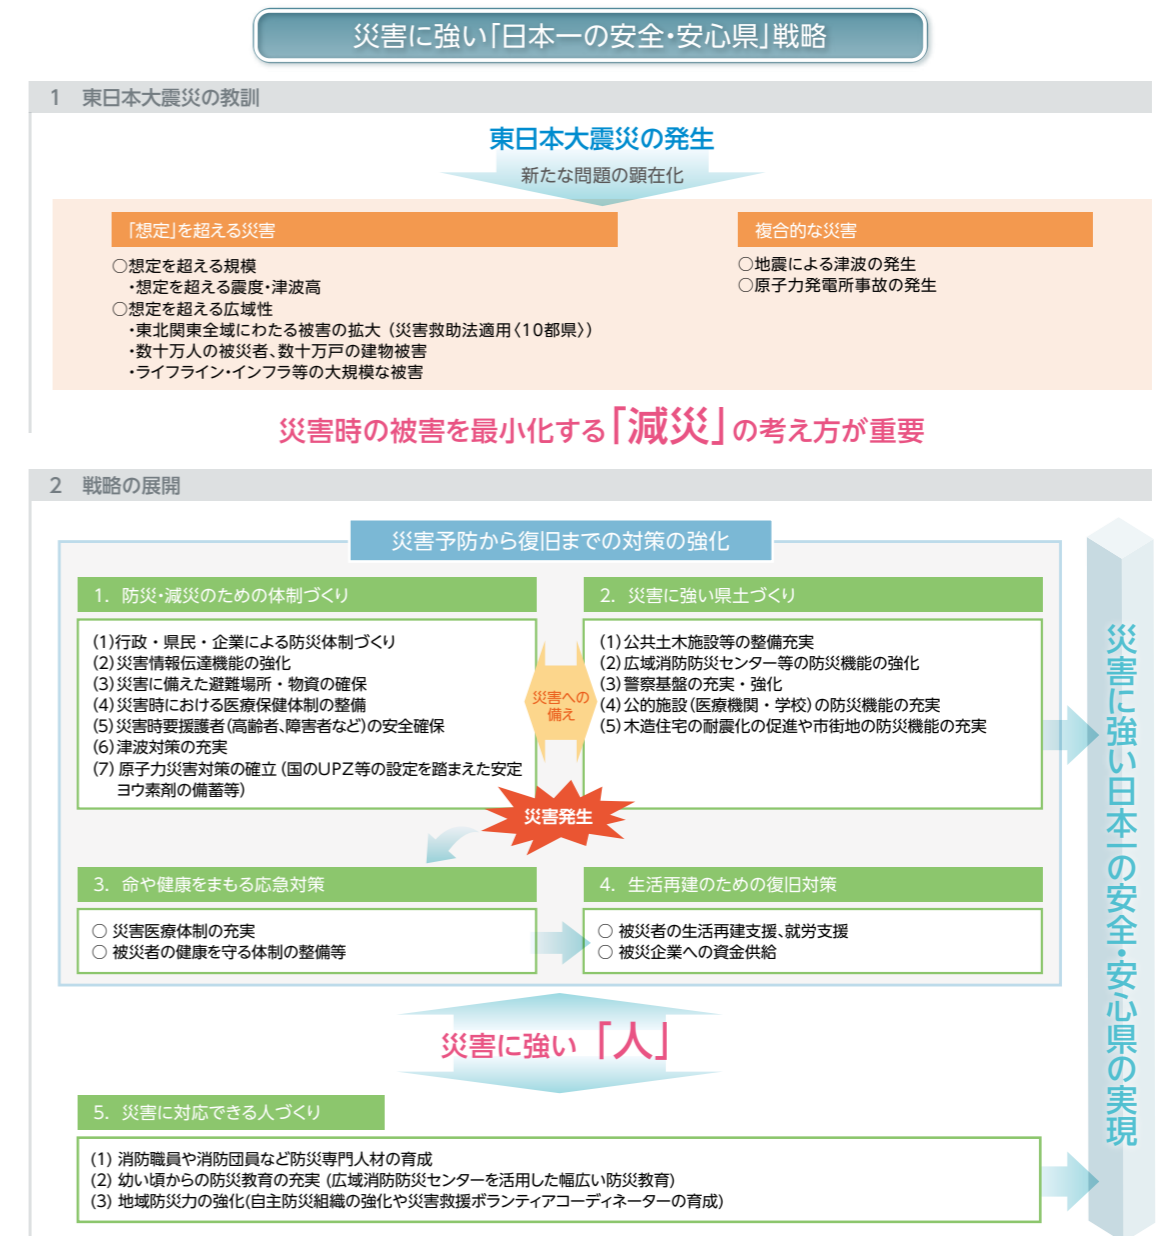 災害に強い「日本一の安全・安心県」戦略
1 東日本大震災の教訓
東日本大震災の発生
新たな問題の顕在化
「想定」を超える災害
○想定を超える規模
・想定を超える震度・津波高
○想定を超える広域性
・東北関東全域にわたる被害の拡大（災害救助法適用〈10都県〉）
・数十万人の被災者、数十万戸の建物被害
・ライフライン・インフラ等の大規模な被害
複合的な災害
○地震による津波の発生
○原子力発電所事故の発生
災害時の被害を最小化する「減災」の考え方が重要
2 戦略の展開
災害予防から復旧までの対策の強化
1. 防災・減災のための体制づくり
(1)行政・県民・企業による防災体制づくり
(2)災害情報伝達機能の強化
(3)災害に備えた避難場所・物資の確保
(4)災害時における医療保健体制の整備
(5)災害時要援護者(高齢者、障害者など)の安全確保
(6)津波対策の充実
(7)原子力災害対策の確立(国のUPZ等の設定を踏まえた安定
ヨウ素剤の備蓄等)
災害への
備え
2. 災害に強い県土づくり
(1)公共土木施設等の整備充実
(2)広域消防防災センター等の防災機能の強化
(3)警察基盤の充実・強化
(4)公的施設(医療機関・学校)の防災機能の充実
(5)木造住宅の耐震化の促進や市街地の防災機能の充実
災害発生
3. 命や健康をまもる応急対策
○ 災害医療体制の充実
○ 被災者の健康を守る体制の整備等
4. 生活再建のための復旧対策
○ 被災者の生活再建支援、就労支援
○ 被災企業への資金供給
災害に強い「人」
5. 災害に対応できる人づくり
(1) 消防職員や消防団員など防災専門人材の育成
(2) 幼い頃からの防災教育の充実 (広域消防防災センターを活用した幅広い防災教育)
(3) 地域防災力の強化(自主防災組織の強化や災害救援ボランティアコーディネーターの育成)
災害に強い日本一の安全・安心県の実現